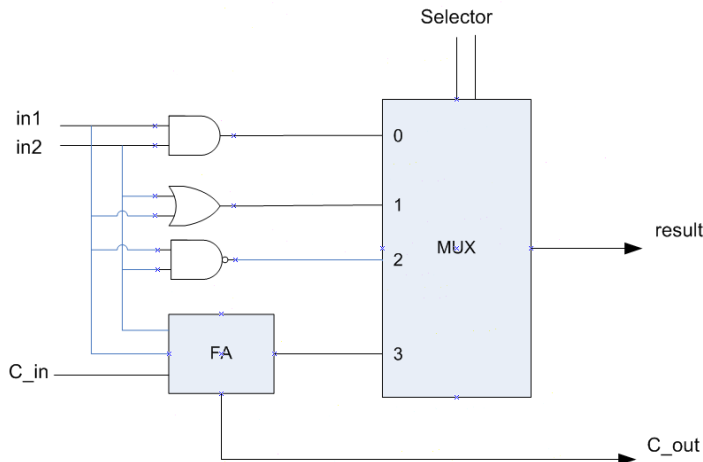 Selector
in1
in2
0
1
2
MUX
result
FA
3
C_in
C_out